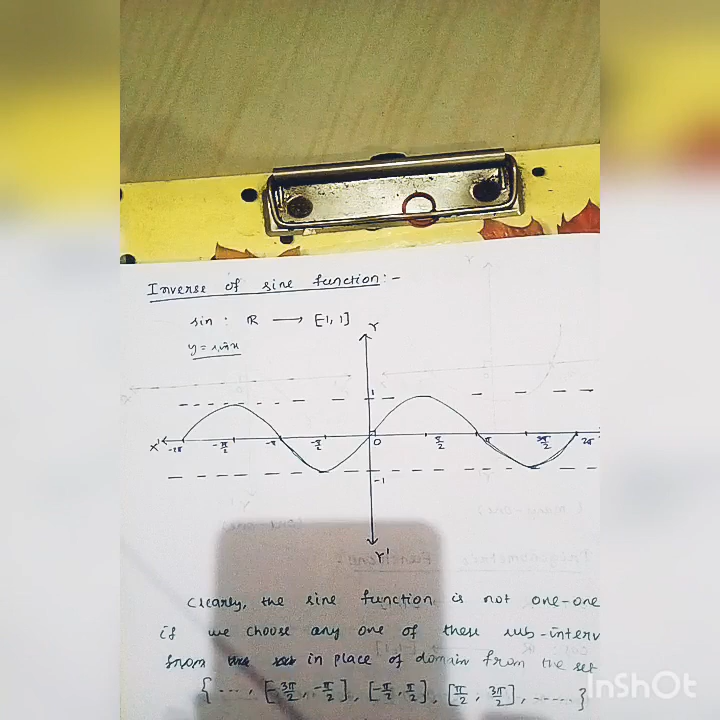 Inverse of sine function:-
sin : R ⟶ [-1, 1]
y = sin x
Y
1
X' -2π -π/2 -π -π/2 0 π/2 π 3π/2 2π
-1
Y'
Clearly, the sine function is not one-one
if we choose any one of these sub-interv
from in place of domain from the set
{ ..., [-3π/2, -π/2], [-π/2, π/2], [π/2, 3π/2], ..... }
InShOt